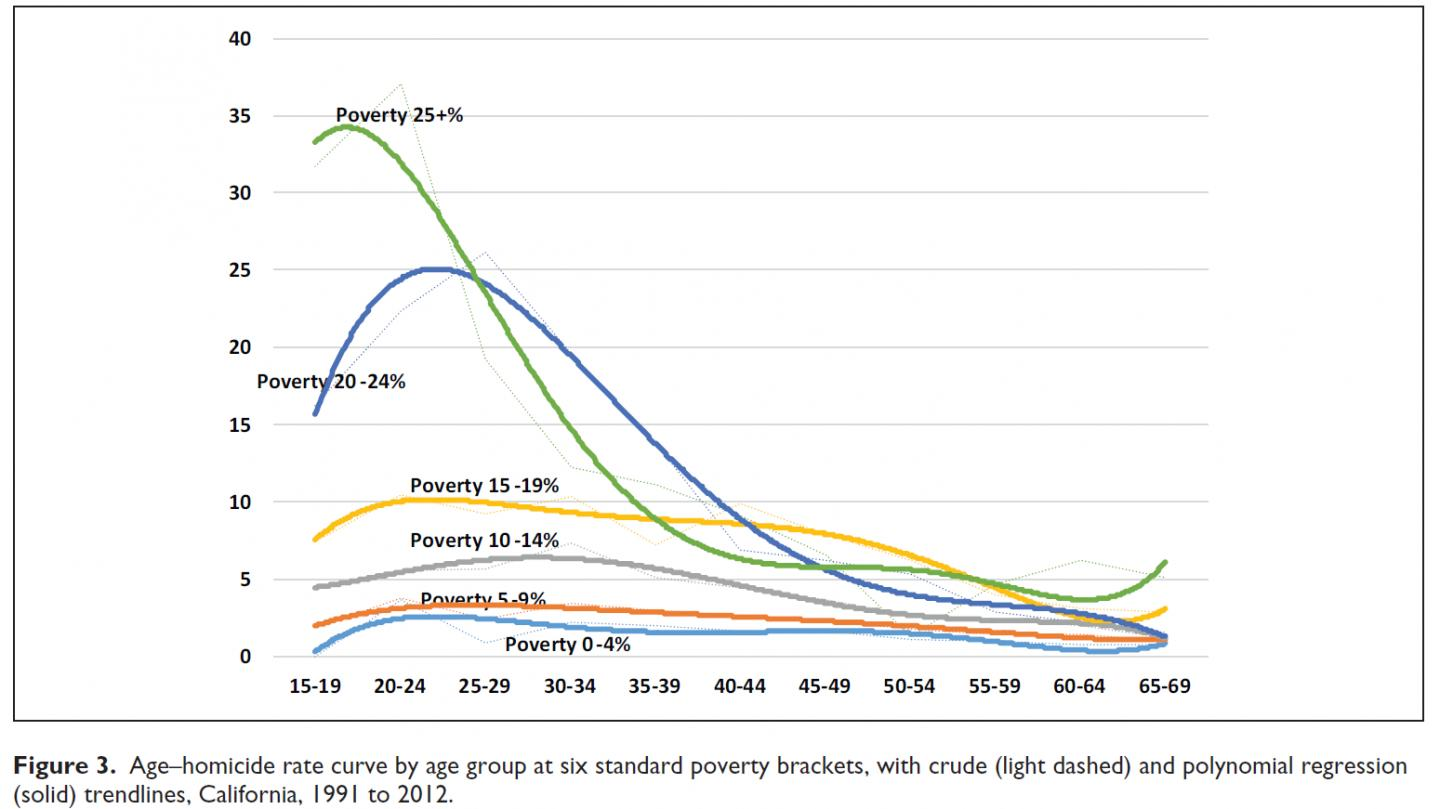 40
35
Poverty 25+%
30
25
20
Poverty 20-24%
15
10
Poverty 15-19%
Poverty 10-14%
5
Poverty 5-9%
Poverty 0-4%
0
15-19 20-24 25-29 30-34 35-39 40-44 45-49 50-54 55-59 60-64 65-69
Figure 3. Age–homicide rate curve by age group at six standard poverty brackets, with crude (light dashed) and polynomial regression
(solid) trendlines, California, 1991 to 2012.